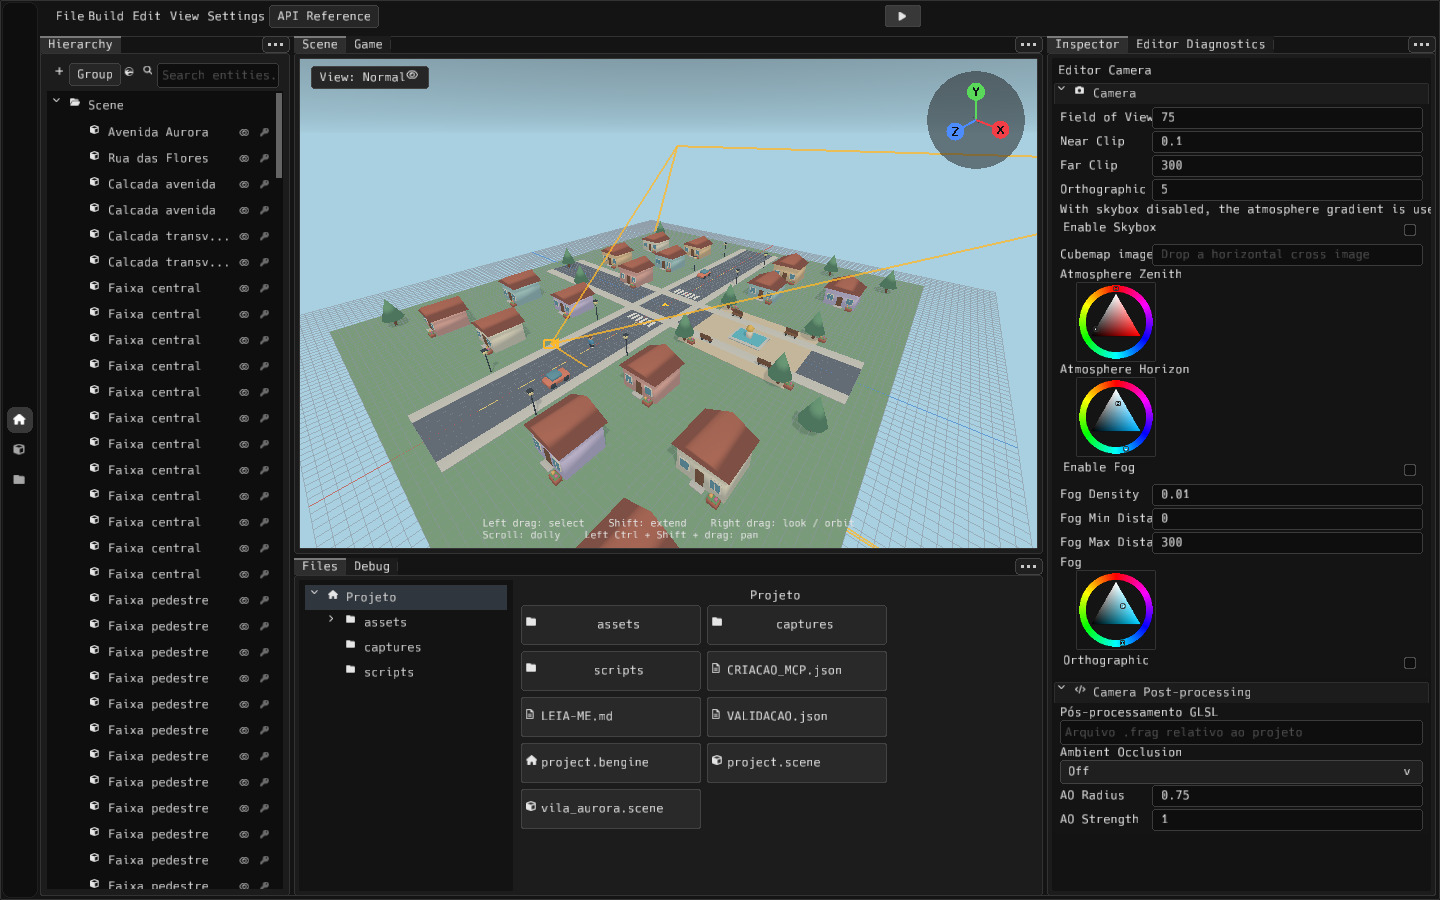 File Build Edit View Settings API Reference
Hierarchy
Group
Search entities.
Scene
Avenida Aurora
Rua das Flores
Calcada avenida
Calcada avenida
Calcada transv...
Calcada transv...
Faixa central
Faixa central
Faixa central
Faixa central
Faixa central
Faixa central
Faixa central
Faixa central
Faixa central
Faixa central
Faixa central
Faixa central
Faixa pedestre
Faixa pedestre
Faixa pedestre
Faixa pedestre
Faixa pedestre
Faixa pedestre
Faixa pedestre
Faixa pedestre
Faixa pedestre
Faixa pedestre
Faixa pedestre
Faixa pedestre
Scene Game
View: Normal
Y
Z X
Left drag: select Shift: extend Right drag: look / orbit
Scroll: dolly Left Ctrl + Shift + drag: pan
Files Debug
Projeto
assets
captures
scripts
Projeto
assets captures
scripts CRIACAO_MCP.json
LEIA-ME.md VALIDACAO.json
project.bengine project.scene
vila_aurora.scene
Inspector Editor Diagnostics
Editor Camera
Camera
Field of View 75
Near Clip 0.1
Far Clip 300
Orthographic 5
With skybox disabled, the atmosphere gradient is use
Enable Skybox
Cubemap image Drop a horizontal cross image
Atmosphere Zenith
Atmosphere Horizon
Enable Fog
Fog Density 0.01
Fog Min Dista 0
Fog Max Dista 300
Fog
Orthographic
Camera Post-processing
Pós-processamento GLSL
Arquivo .frag relativo ao projeto
Ambient Occlusion
Off v
AO Radius 0.75
AO Strength 1